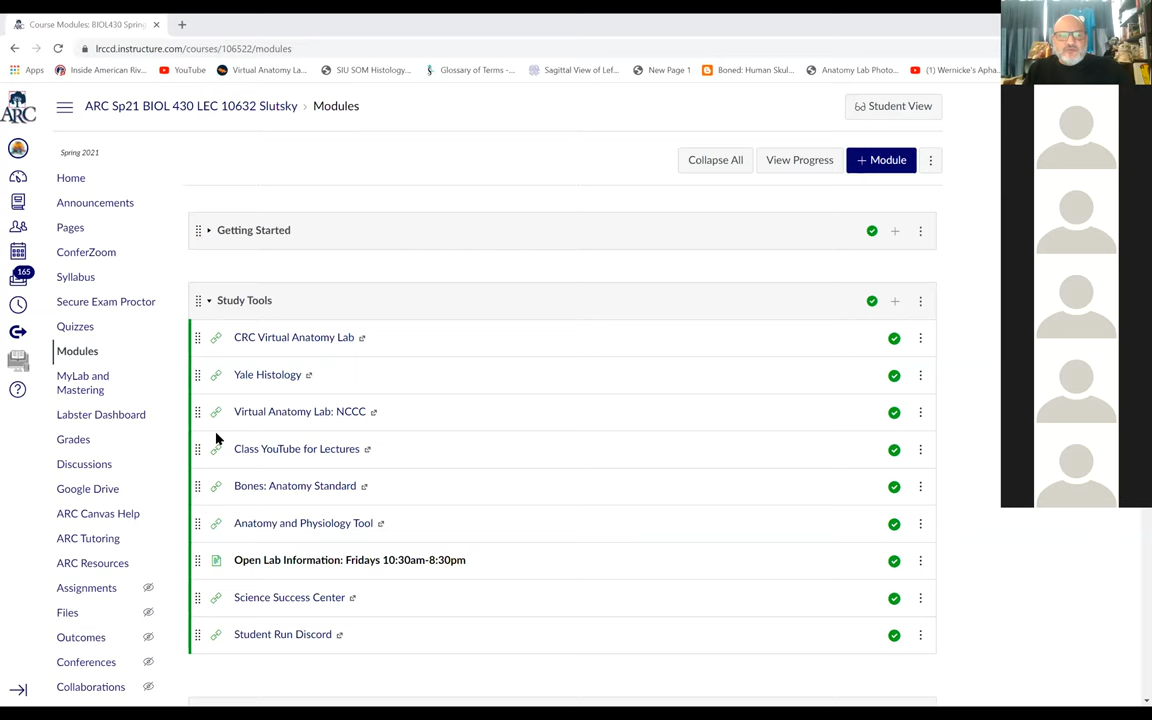 Course Modules: BIOL430 Spring
lrccd.instructure.com/courses/106522/modules
Apps
Inside American Riv...
YouTube
Virtual Anatomy La...
SIU SOM Histology...
Glossary of Terms -...
Sagittal View of Lef...
New Page 1
Boned: Human Skul...
Anatomy Lab Photo...
(1) Wernicke's Apha...
ARC
ARC Sp21 BIOL 430 LEC 10632 Slutsky › Modules
Student View
Spring 2021
Collapse All
View Progress
+ Module
Home
Announcements
Pages
ConferZoom
165
Syllabus
Secure Exam Proctor
Quizzes
Modules
MyLab and
Mastering
Labster Dashboard
Grades
Discussions
Google Drive
ARC Canvas Help
ARC Tutoring
ARC Resources
Assignments
Files
Outcomes
Conferences
Collaborations
Getting Started
Study Tools
CRC Virtual Anatomy Lab
Yale Histology
Virtual Anatomy Lab: NCCC
Class YouTube for Lectures
Bones: Anatomy Standard
Anatomy and Physiology Tool
Open Lab Information: Fridays 10:30am-8:30pm
Science Success Center
Student Run Discord